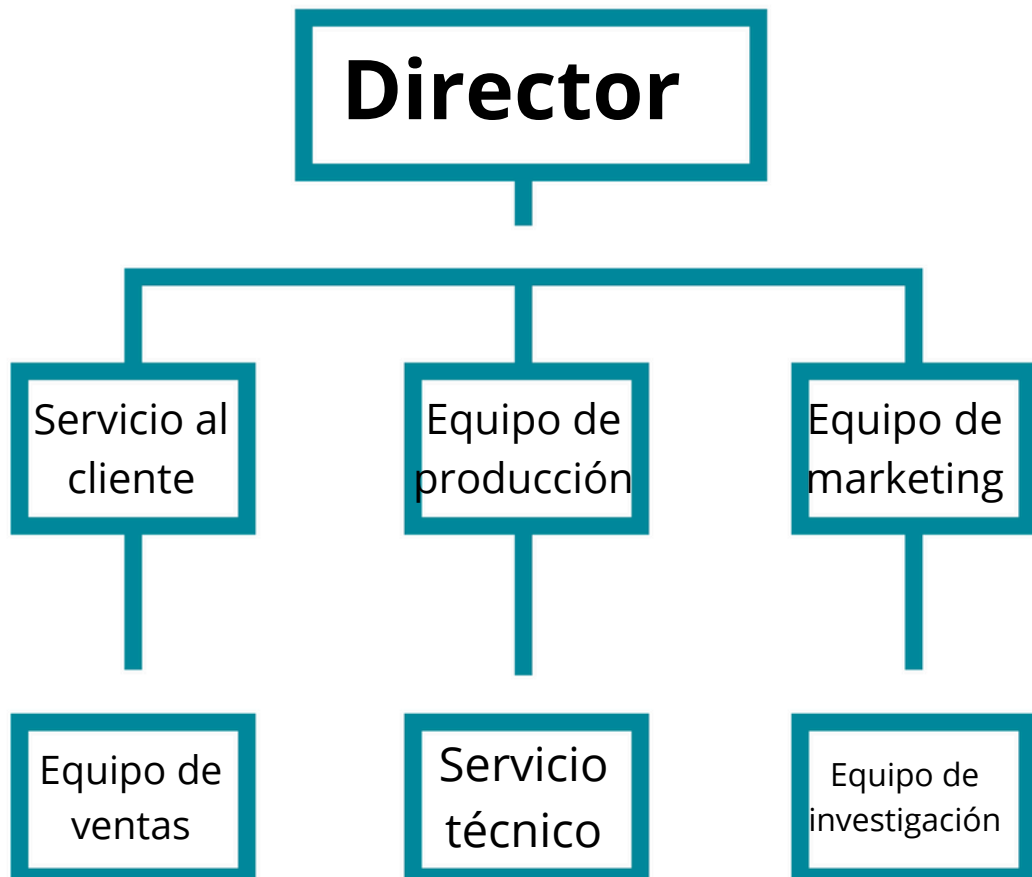 Director
Servicio al
cliente
Equipo de
producción
Equipo de
marketing
Equipo de
ventas
Servicio
técnico
Equipo de
investigación